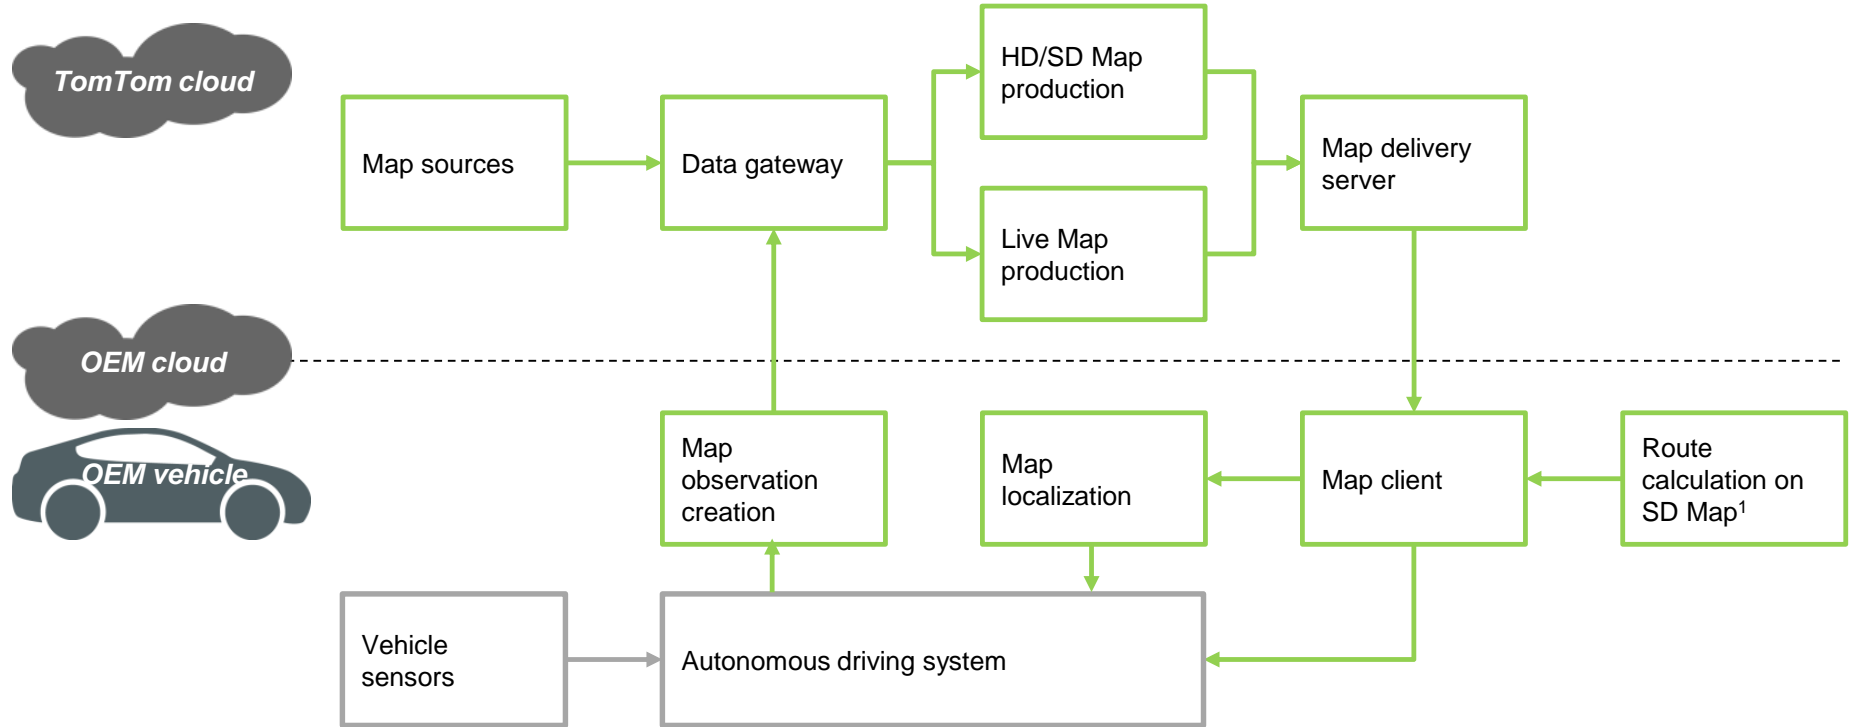 TomTom cloud
HD/SD Map
production
Map sources
Data gateway
Map delivery
server
Live Map
production
OEM cloud
OEM vehicle
Map
observation
creation
Map
localization
Map client
Route
calculation on
SD Map¹
Vehicle
sensors
Autonomous driving system